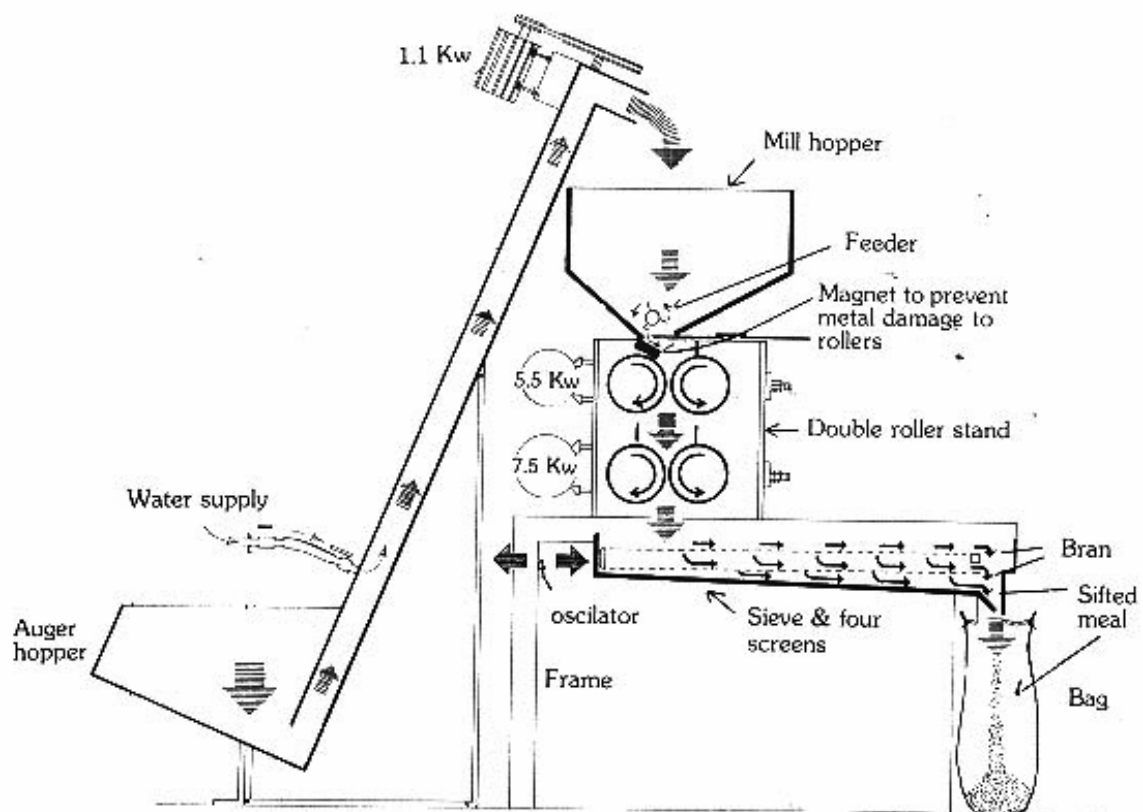 1.1 Kw
Mill hopper
Feeder
Magnet to prevent
metal damage to
rollers
5.5 Kw
Double roller stand
7.5 Kw
Water supply
Bran
Auger
hopper
oscilator
Sieve & four
screens
Sifted
meal
Frame
Bag